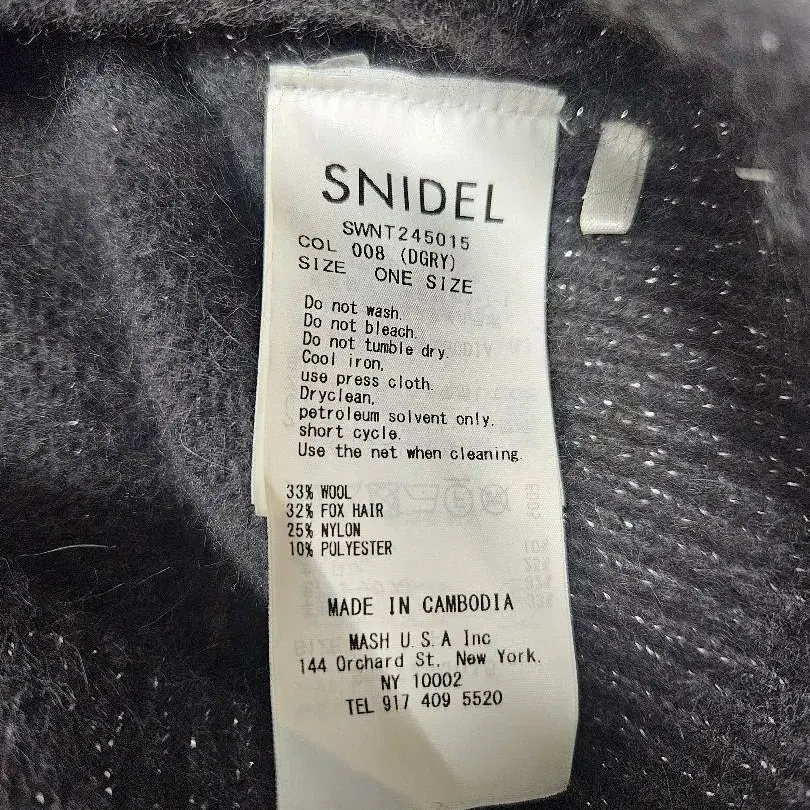 SNIDEL
SWNT245015
COL 008 (DGRY)
SIZE ONE SIZE
Do not wash.
Do not bleach.
Do not tumble dry.
Cool iron,
use press cloth.
Dryclean,
petroleum solvent only.
short cycle.
Use the net when cleaning.
33% WOOL
32% FOX HAIR
25% NYLON
10% POLYESTER
MADE IN CAMBODIA
MASH U.S.A Inc
144 Orchard St. New York.
NY 10002
TEL 917 409 5520